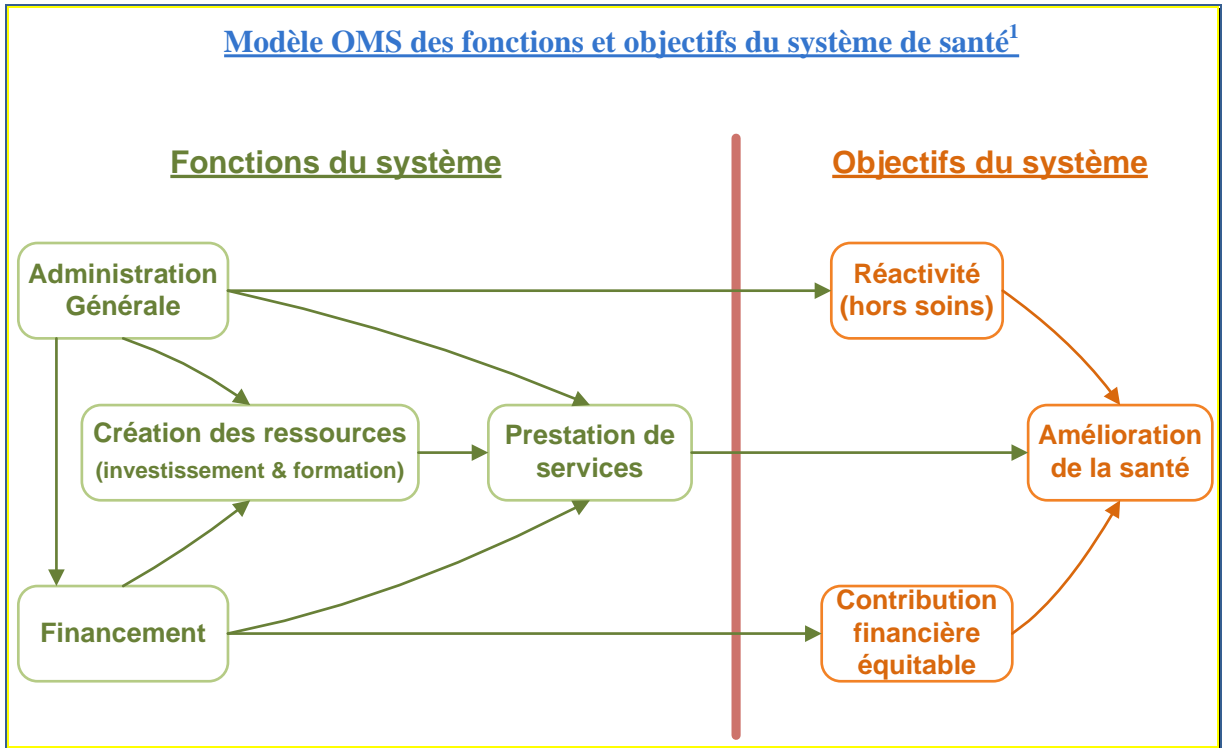 Modèle OMS des fonctions et objectifs du système de santé¹
Fonctions du système
Objectifs du système
Administration
Générale
Réactivité
(hors soins)
Création des ressources
(investissement & formation)
Prestation de
services
Amélioration
de la santé
Financement
Contribution
financière
équitable